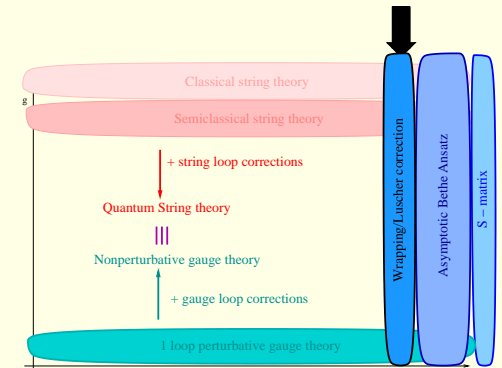 Classical string theory
g
Semiclassical string theory
+ string loop corrections
Quantum String theory
Nonperturbative gauge theory
+ gauge loop corrections
1 loop perturbative gauge theory
Wrapping/Luscher correction
Asymptotic Bethe Ansatz
S − matrix